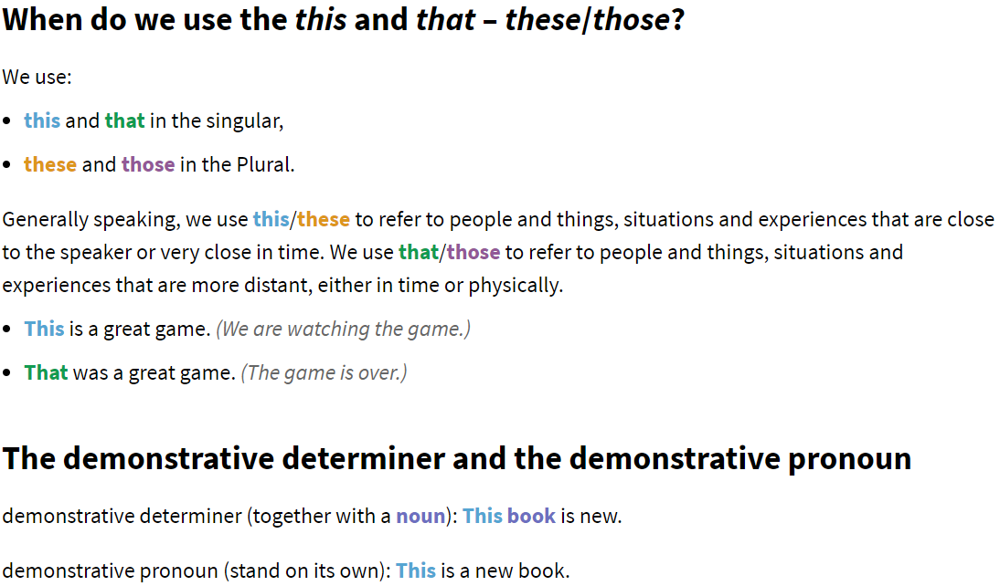 When do we use the this and that – these/those?
We use:
• this and that in the singular,
• these and those in the Plural.
Generally speaking, we use this/these to refer to people and things, situations and experiences that are close
to the speaker or very close in time. We use that/those to refer to people and things, situations and
experiences that are more distant, either in time or physically.
• This is a great game. (We are watching the game.)
• That was a great game. (The game is over.)
The demonstrative determiner and the demonstrative pronoun
demonstrative determiner (together with a noun): This book is new.
demonstrative pronoun (stand on its own): This is a new book.